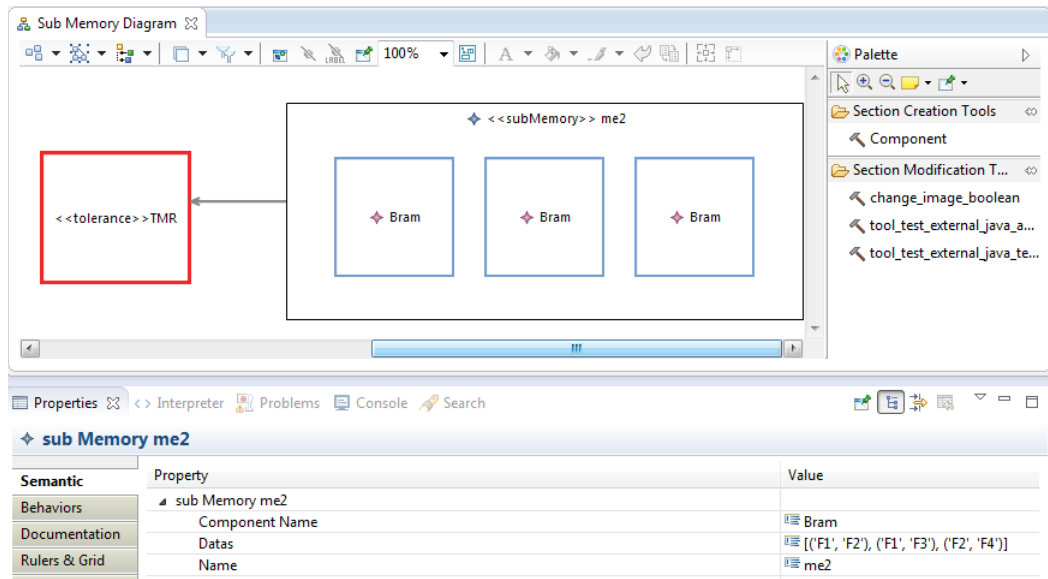 Sub Memory Diagram
100%
A
LABEL
Palette
Section Creation Tools
Component
Section Modification T...
change_image_boolean
tool_test_external_java_a...
tool_test_external_java_te...
<<subMemory>> me2
<<tolerance>>TMR
Bram
Bram
Bram
Properties
Interpreter
Problems
Console
Search
sub Memory me2
Semantic
Behaviors
Documentation
Rulers & Grid
Property Value
sub Memory me2
Component Name Bram
Datas [('F1', 'F2'), ('F1', 'F3'), ('F2', 'F4')]
Name me2